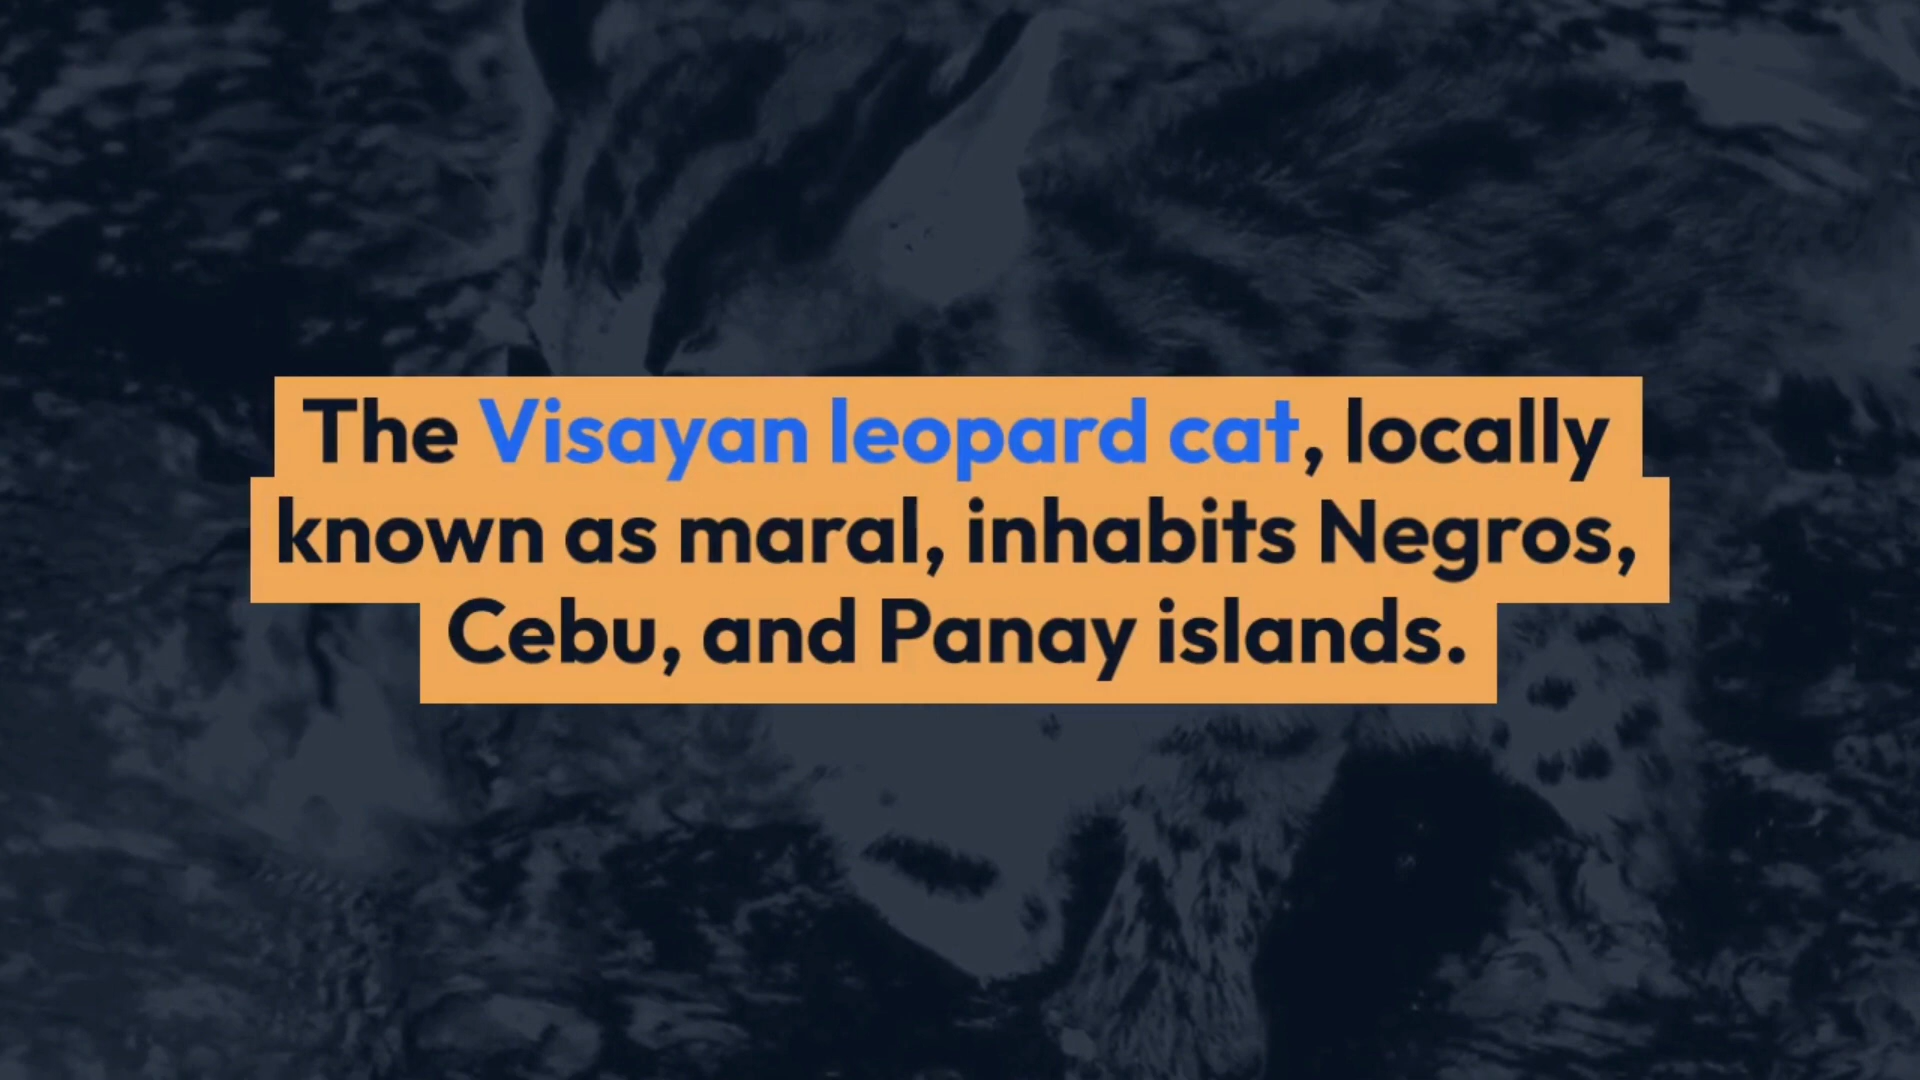 The Visayan leopard cat, locally
known as maral, inhabits Negros,
Cebu, and Panay islands.